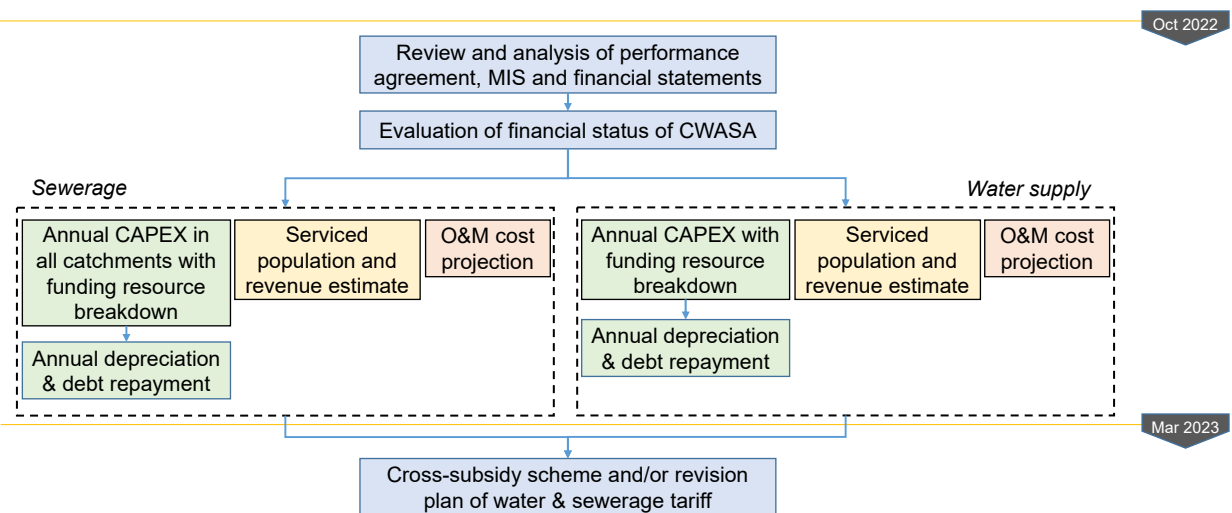 Oct 2022
Review and analysis of performance
agreement, MIS and financial statements
Evaluation of financial status of CWASA
Sewerage
Annual CAPEX in
all catchments with
funding resource
breakdown
Annual depreciation
& debt repayment
Serviced
population and
revenue estimate
O&M cost
projection
Water supply
Annual CAPEX with
funding resource
breakdown
Annual depreciation
& debt repayment
Serviced
population and
revenue estimate
O&M cost
projection
Mar 2023
Cross-subsidy scheme and/or revision
plan of water & sewerage tariff